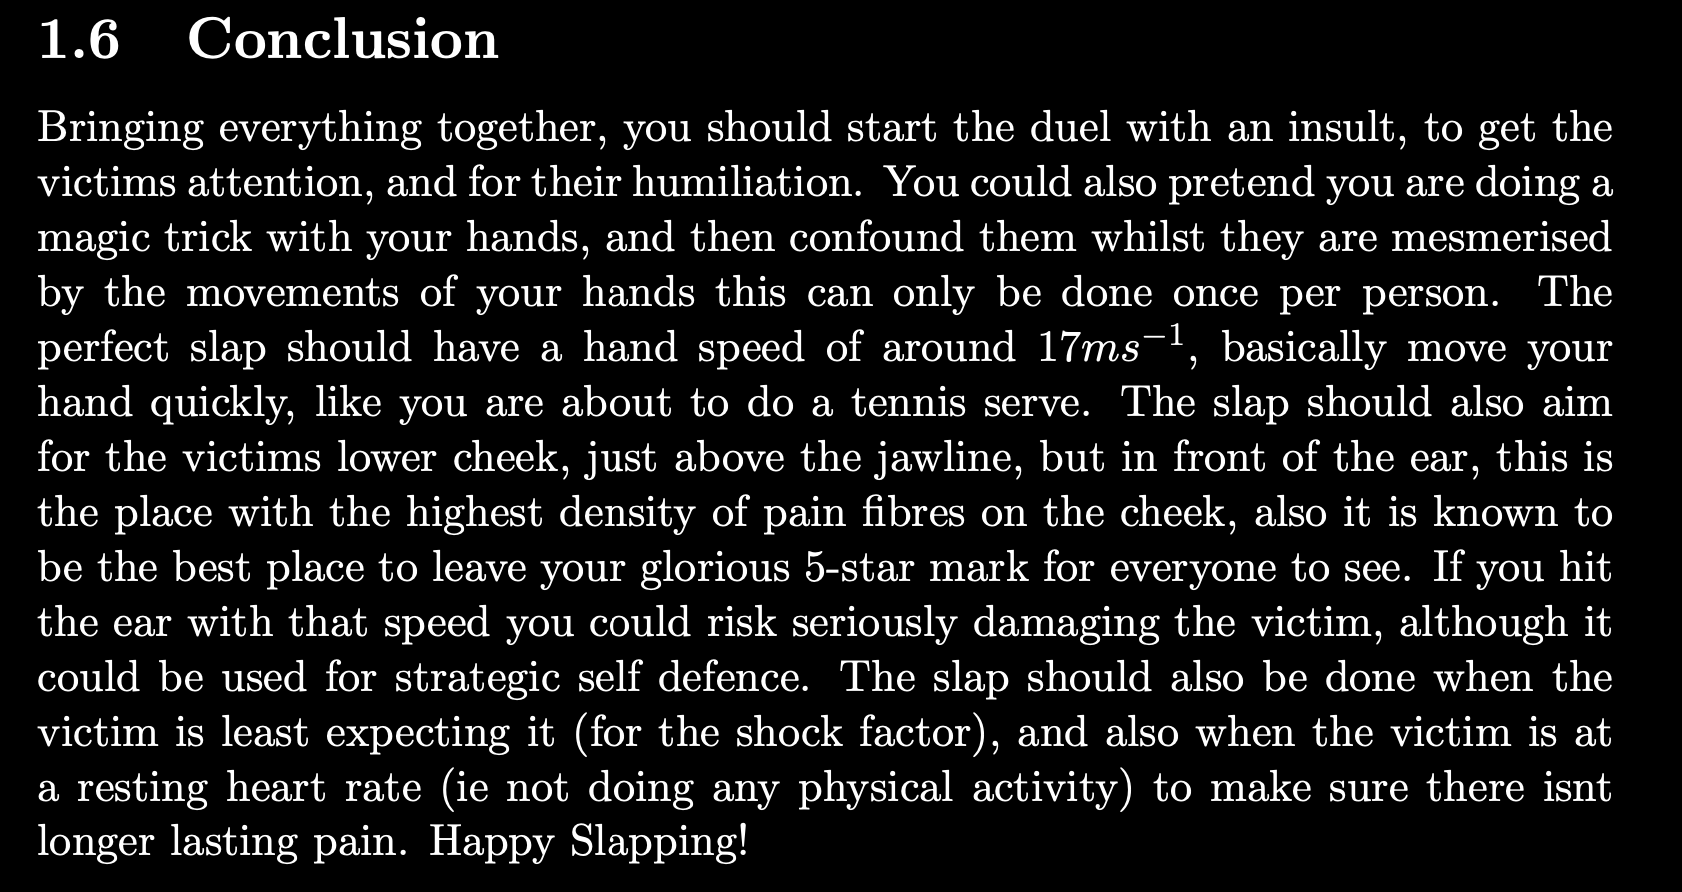 1.6 Conclusion
Bringing everything together, you should start the duel with an insult, to get the
victims attention, and for their humiliation. You could also pretend you are doing a
magic trick with your hands, and then confound them whilst they are mesmerised
by the movements of your hands this can only be done once per person. The
perfect slap should have a hand speed of around 17ms⁻¹, basically move your
hand quickly, like you are about to do a tennis serve. The slap should also aim
for the victims lower cheek, just above the jawline, but in front of the ear, this is
the place with the highest density of pain fibres on the cheek, also it is known to
be the best place to leave your glorious 5-star mark for everyone to see. If you hit
the ear with that speed you could risk seriously damaging the victim, although it
could be used for strategic self defence. The slap should also be done when the
victim is least expecting it (for the shock factor), and also when the victim is at
a resting heart rate (ie not doing any physical activity) to make sure there isnt
longer lasting pain. Happy Slapping!